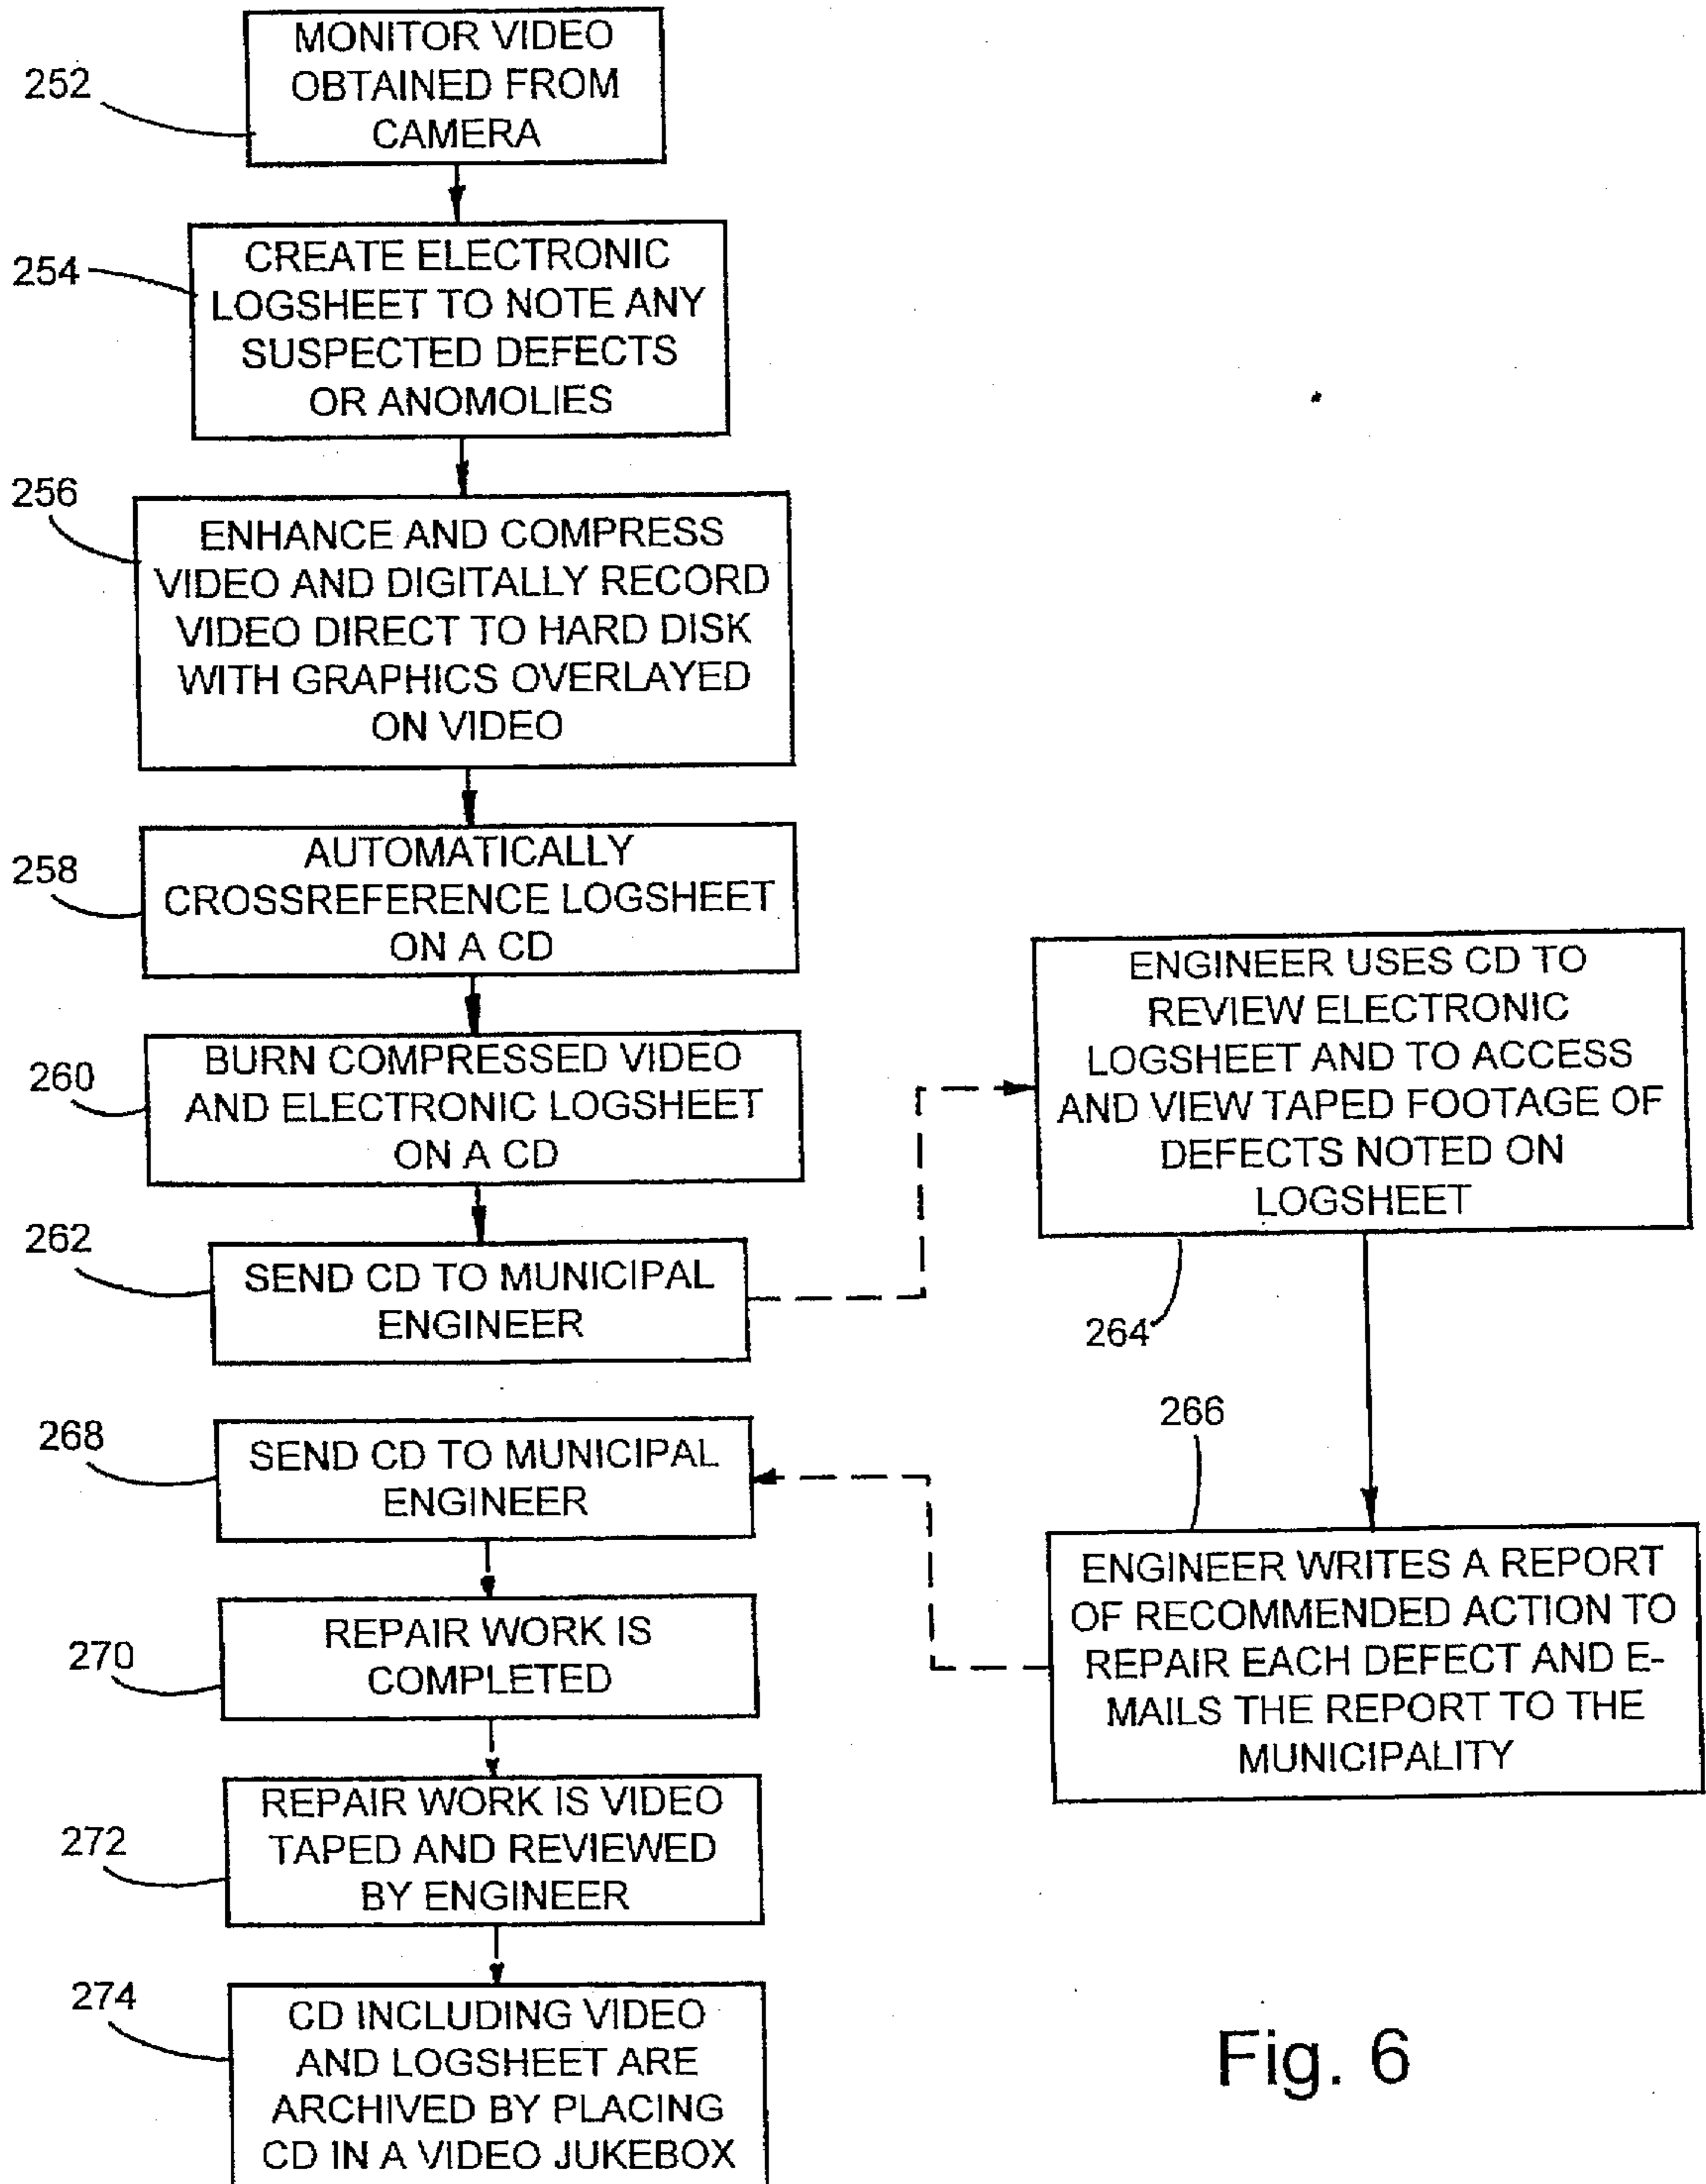 252
MONITOR VIDEO
OBTAINED FROM
CAMERA
254
CREATE ELECTRONIC
LOGSHEET TO NOTE ANY
SUSPECTED DEFECTS
OR ANOMOLIES
256
ENHANCE AND COMPRESS
VIDEO AND DIGITALLY RECORD
VIDEO DIRECT TO HARD DISK
WITH GRAPHICS OVERLAYED
ON VIDEO
258
AUTOMATICALLY
CROSSREFERENCE LOGSHEET
ON A CD
260
BURN COMPRESSED VIDEO
AND ELECTRONIC LOGSHEET
ON A CD
262
SEND CD TO MUNICIPAL
ENGINEER
ENGINEER USES CD TO
REVIEW ELECTRONIC
LOGSHEET AND TO ACCESS
AND VIEW TAPED FOOTAGE OF
DEFECTS NOTED ON
LOGSHEET
264
266
ENGINEER WRITES A REPORT
OF RECOMMENDED ACTION TO
REPAIR EACH DEFECT AND E-
MAILS THE REPORT TO THE
MUNICIPALITY
268
SEND CD TO MUNICIPAL
ENGINEER
270
REPAIR WORK IS
COMPLETED
272
REPAIR WORK IS VIDEO
TAPED AND REVIEWED
BY ENGINEER
274
CD INCLUDING VIDEO
AND LOGSHEET ARE
ARCHIVED BY PLACING
CD IN A VIDEO JUKEBOX
Fig. 6